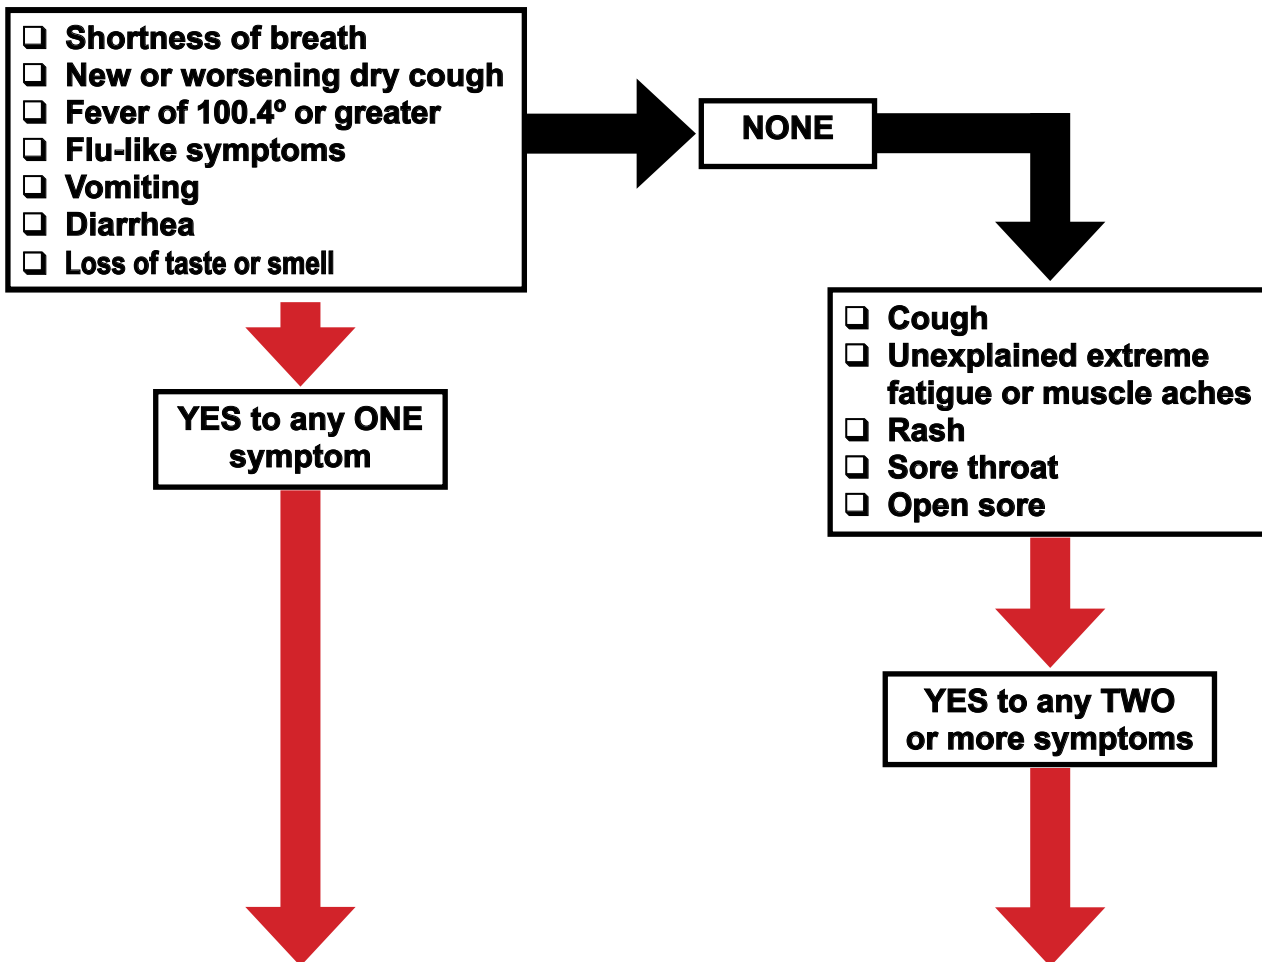 ❑ Shortness of breath
❑ New or worsening dry cough
❑ Fever of 100.4º or greater
❑ Flu-like symptoms
❑ Vomiting
❑ Diarrhea
❑ Loss of taste or smell
NONE
YES to any ONE
symptom
❑ Cough
❑ Unexplained extreme
fatigue or muscle aches
❑ Rash
❑ Sore throat
❑ Open sore
YES to any TWO
or more symptoms